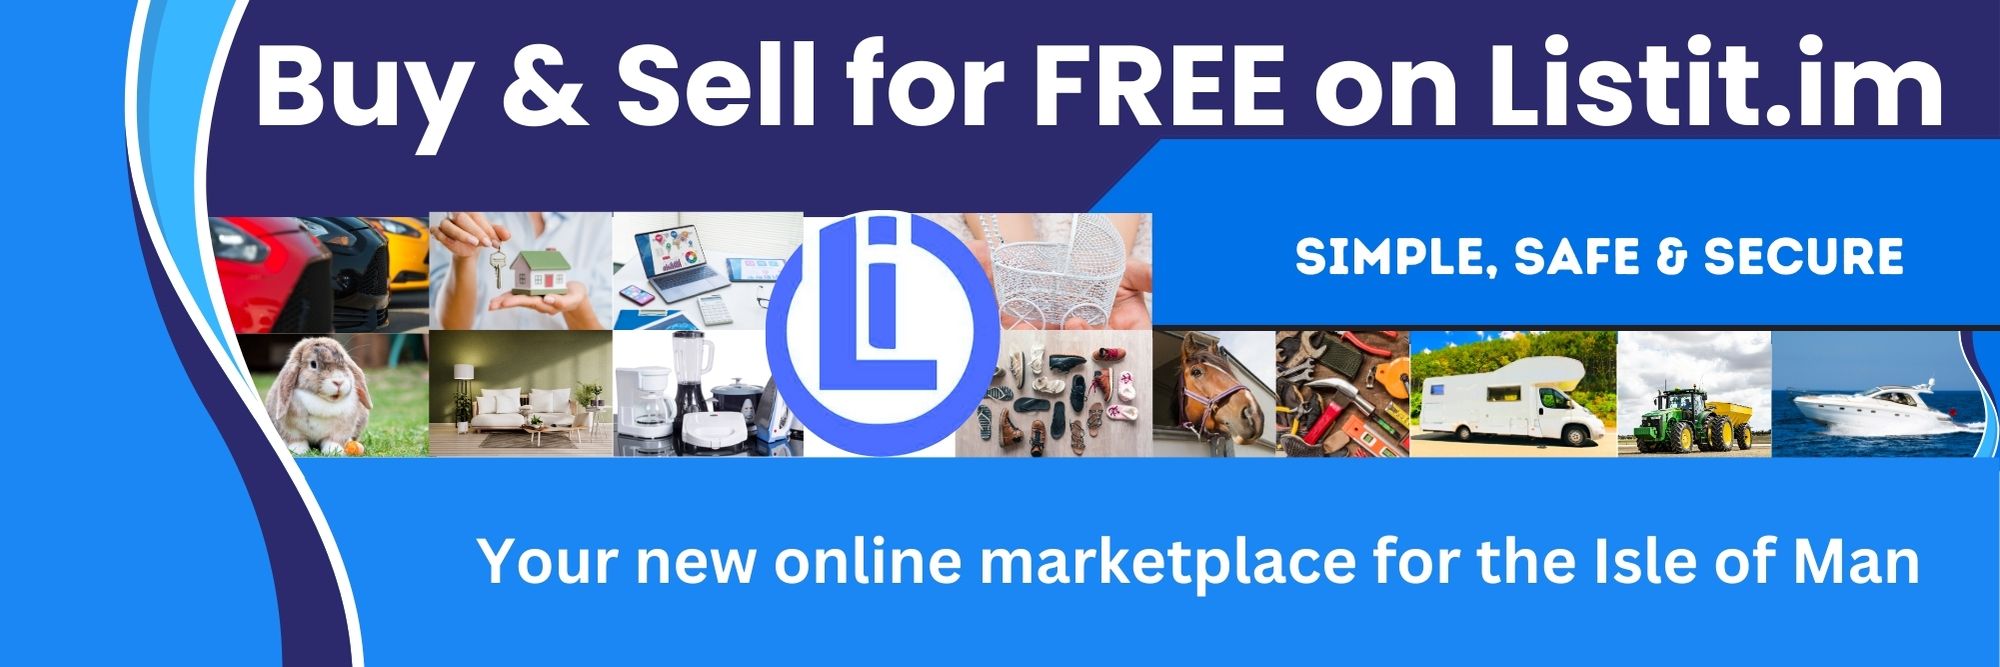 Buy & Sell for FREE on Listit.im
SIMPLE, SAFE & SECURE
Li
Your new online marketplace for the Isle of Man